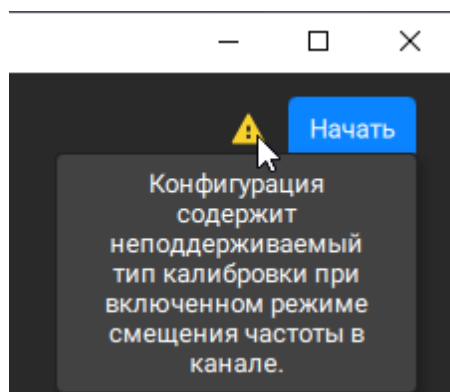 Начать
Конфигурация
содержит
неподдерживаемый
тип калибровки при
включенном режиме
смещения частоты в
канале.